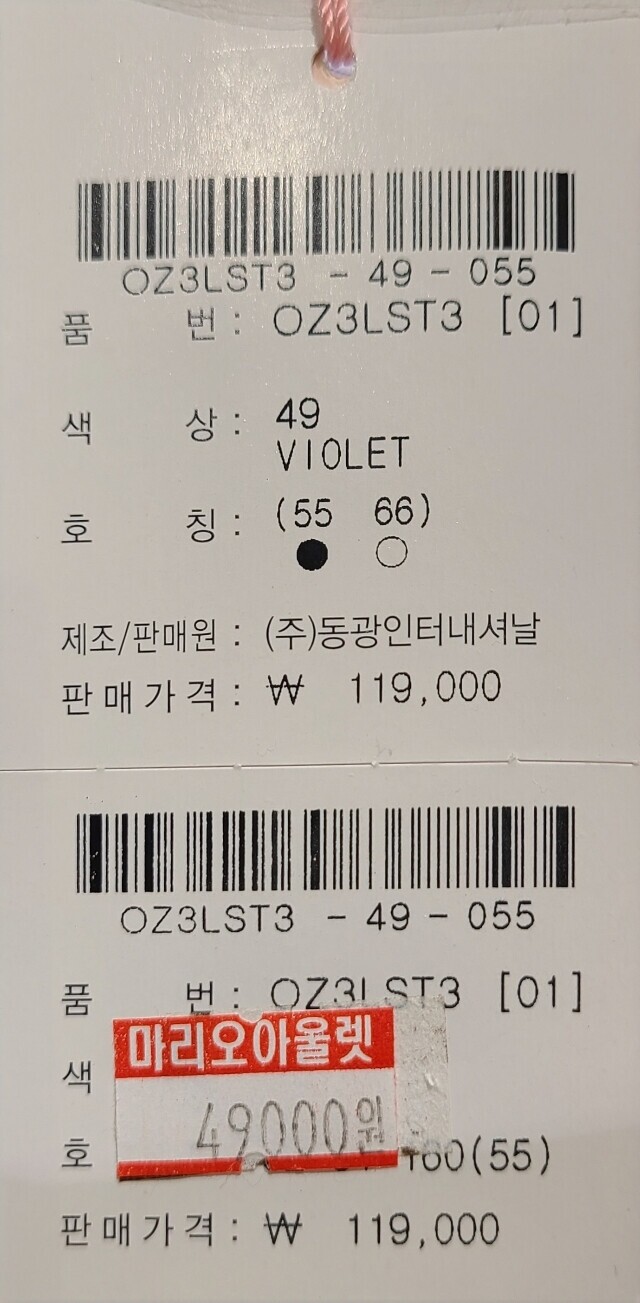 OZ3LST3 - 49 - 055
품 번 : OZ3LST3 [01]
색 상 : 49
VIOLET
호 칭 : (55 66)
제조/판매원 : (주)동광인터내셔날
판매가격 : ₩ 119,000
OZ3LST3 - 49 - 055
품 번 : OZ3LST3 [01]
마리오아울렛
색
49000원
호 160(55)
판매가격 : ₩ 119,000